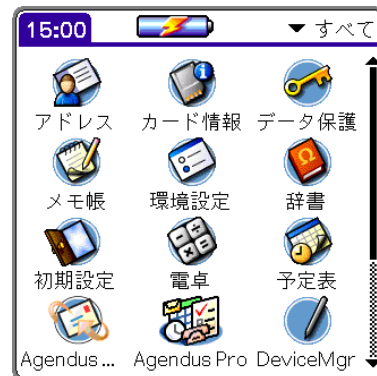 15:00 すべて
アドレス カード情報 データ保護
メモ帳 環境設定 辞書
初期設定 電卓 予定表
Agendus ... Agendus Pro DeviceMgr